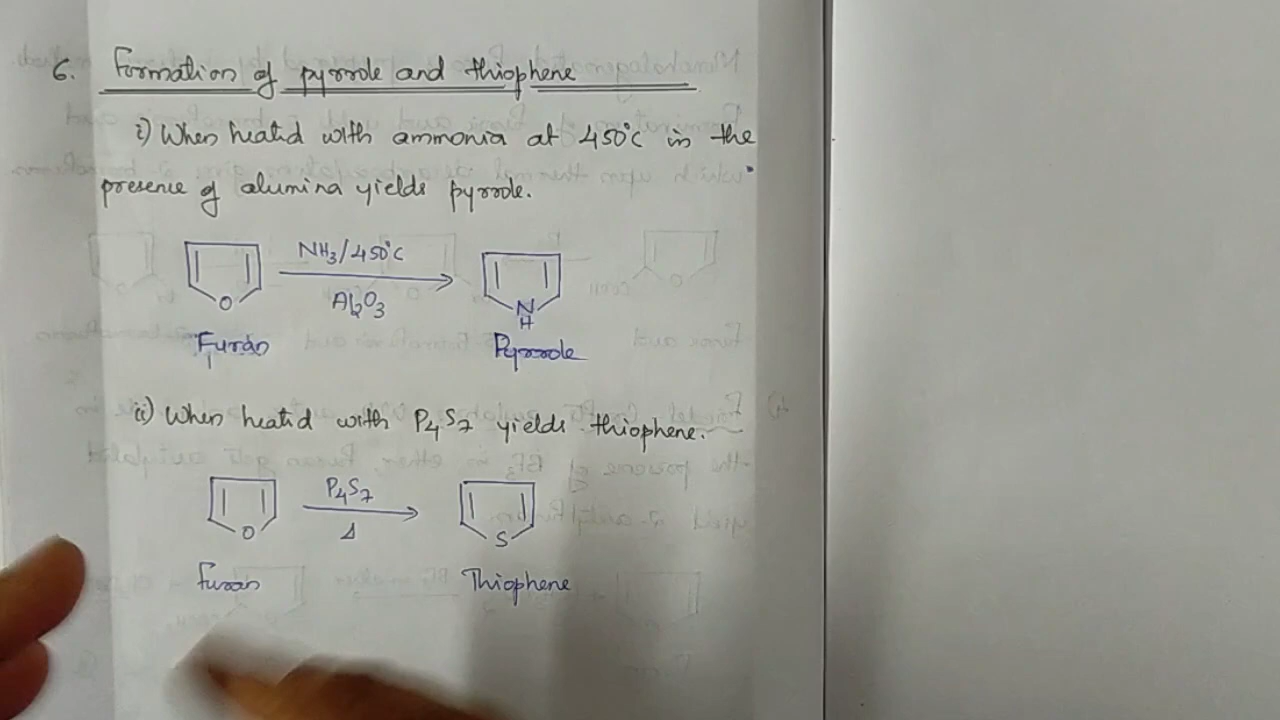 6. Formation of pyrrole and thiophene
i) When heated with ammonia at 450°C in the
presence of alumina yields pyrrole.
NH3/450°C
Al2O3
O
N
H
Furan
Pyrrole
ii) When heated with P4S7 yields thiophene.
P4S7
Δ
O
S
Furan
Thiophene